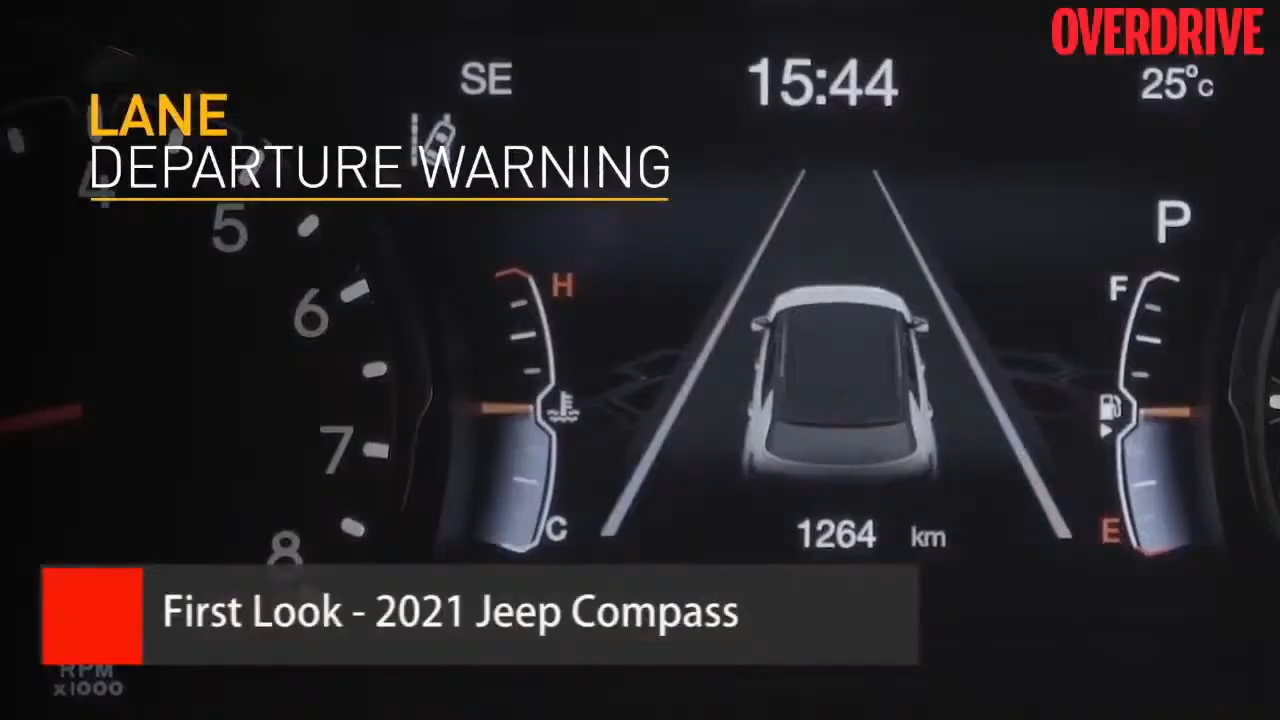 OVERDRIVE
SE
15:44
25°C
LANE
DEPARTURE WARNING
4
5
P
H
F
6
7
C
1264 km
E
8
First Look - 2021 Jeep Compass
RPM
x1000